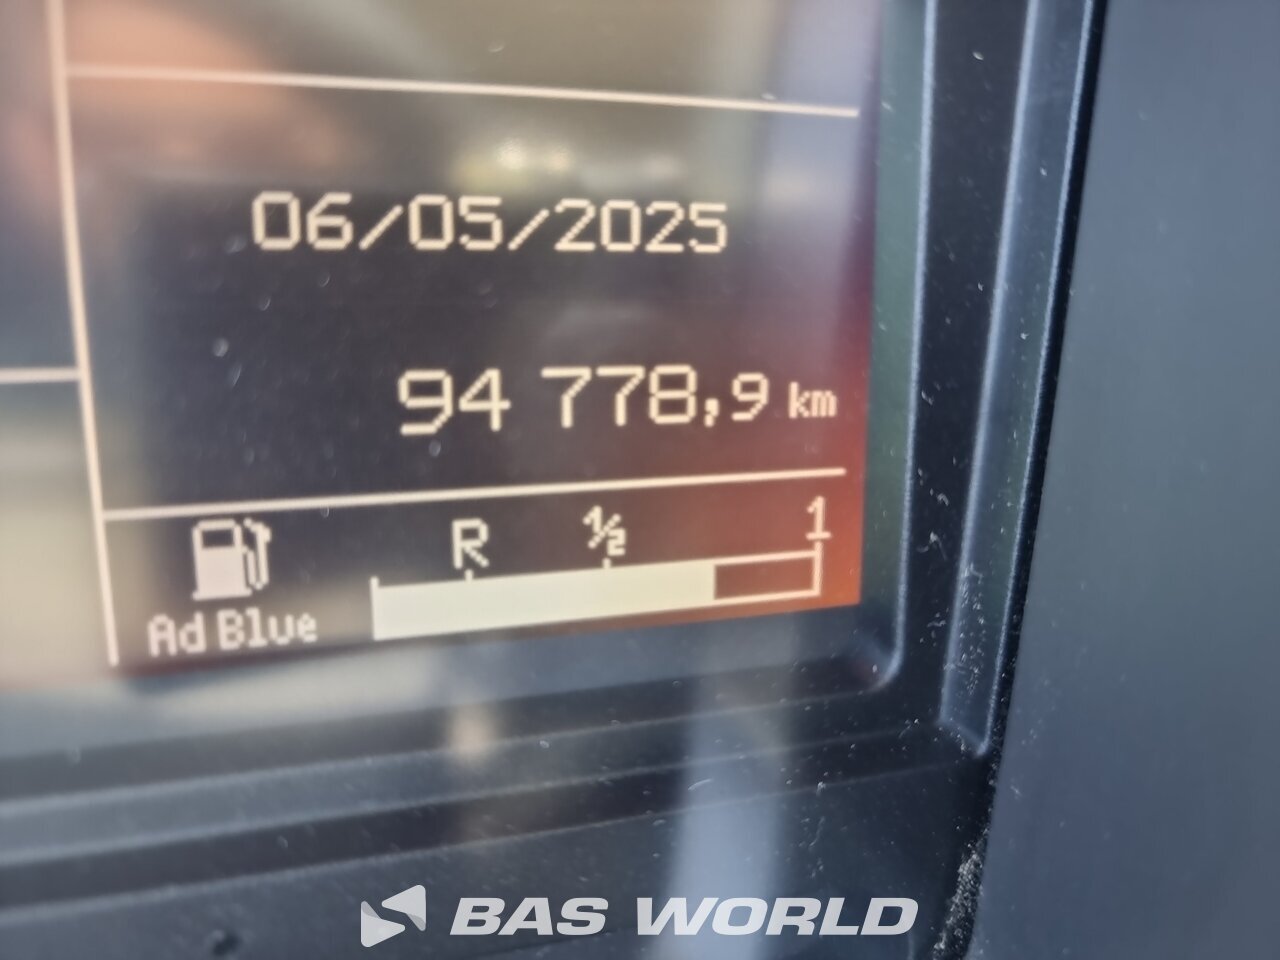 06/05/2025
94 778,9 km
R ½ 1
Ad Blue
BAS WORLD